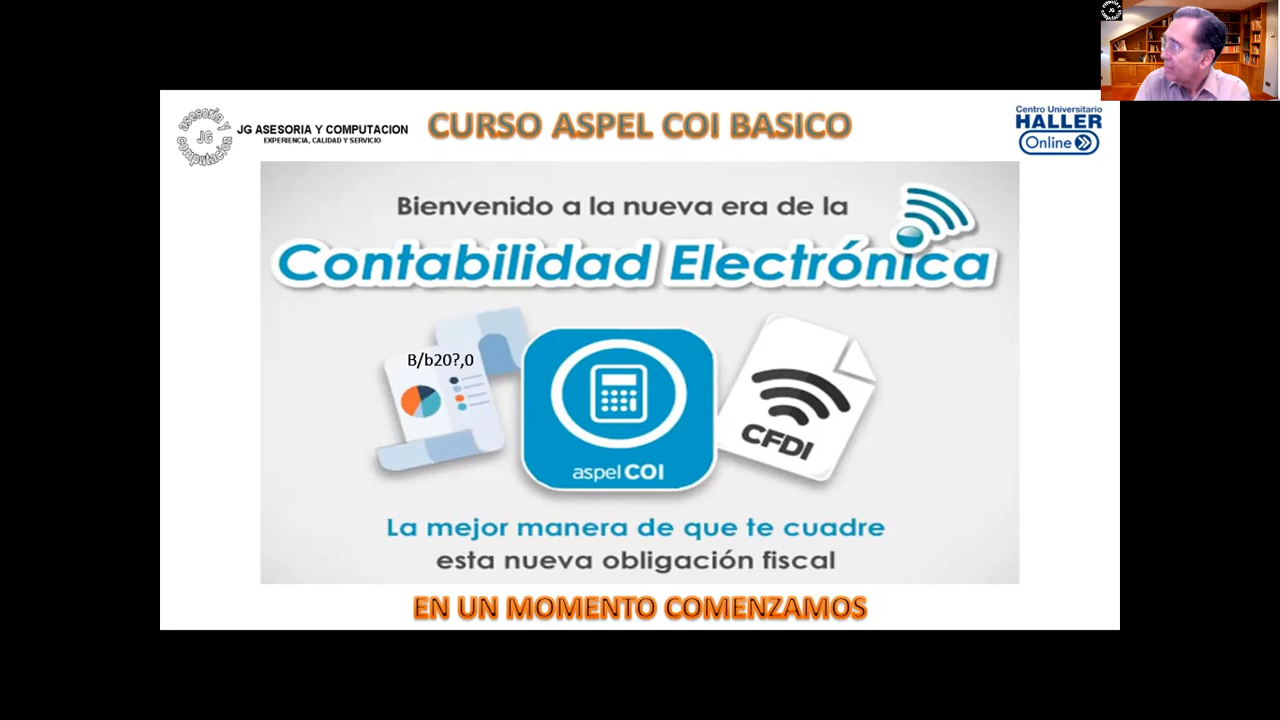 asesoría y
JG
computación
JG ASESORIA Y COMPUTACION
EXPERIENCIA, CALIDAD Y SERVICIO
CURSO ASPEL COI BASICO
Centro Universitario
HALLER
Online
Bienvenido a la nueva era de la
Contabilidad Electrónica
B/b20?,0
aspel COI
CFDI
La mejor manera de que te cuadre
esta nueva obligación fiscal
EN UN MOMENTO COMENZAMOS